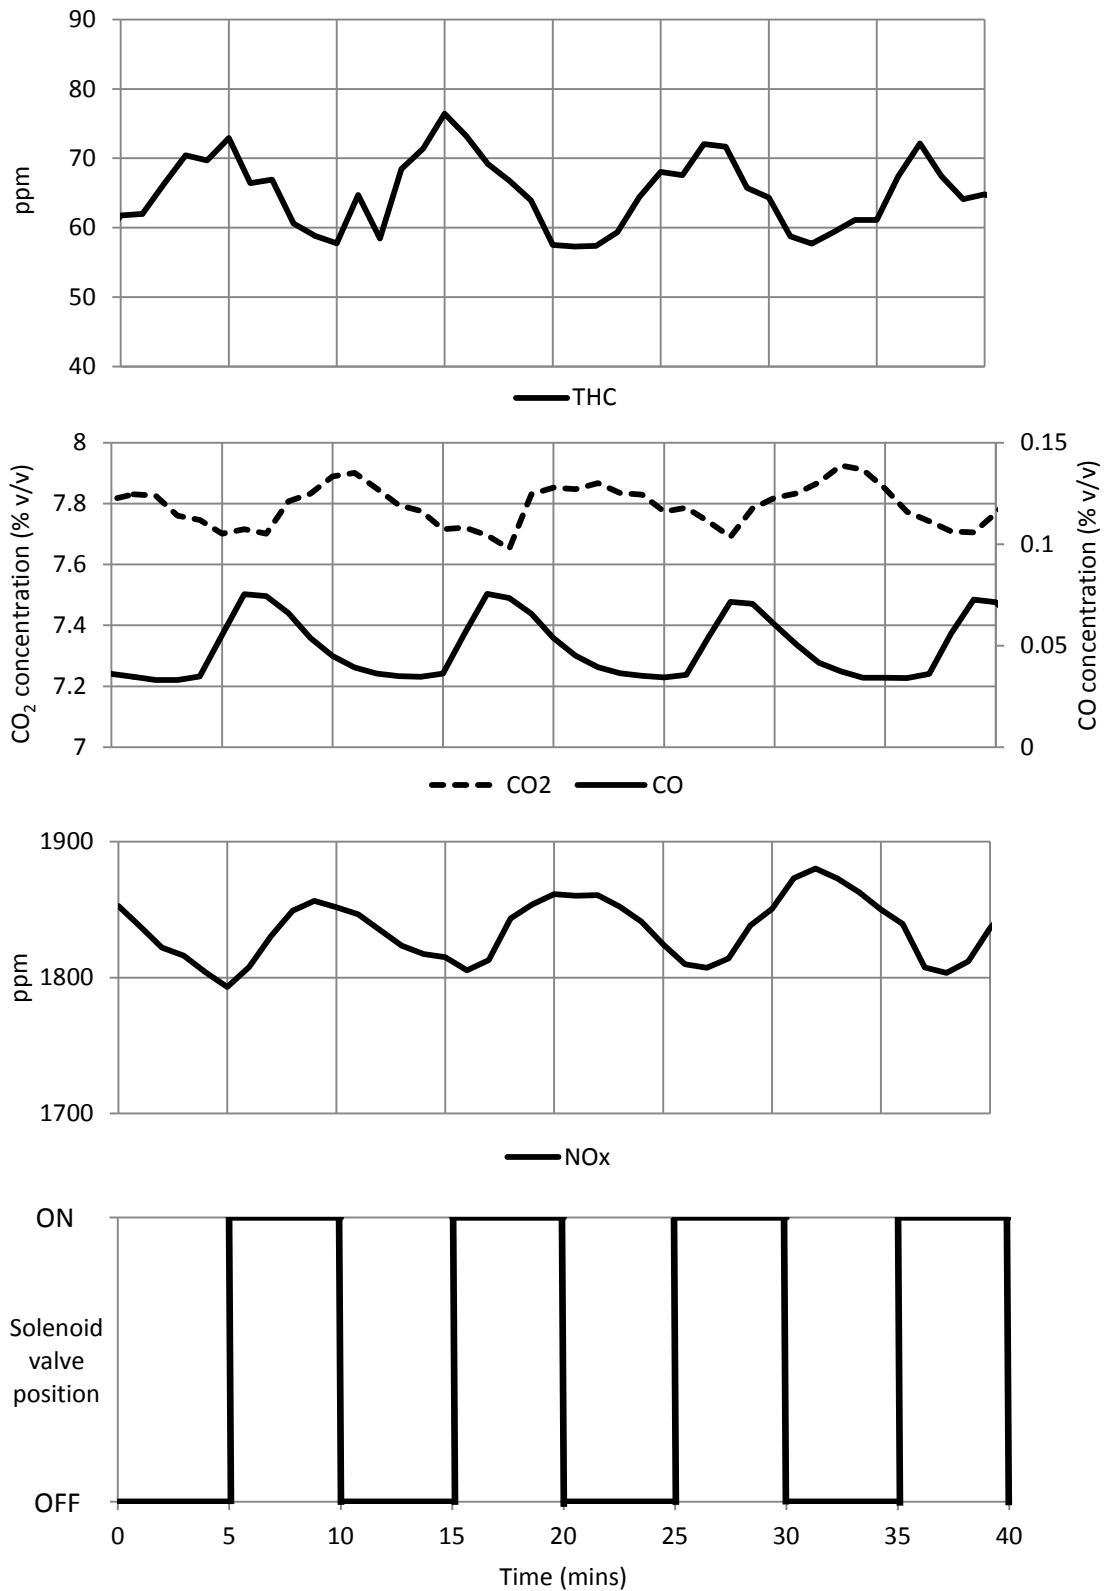 90
80
70
60
50
40
ppm
THC
8
7.8
7.6
7.4
7.2
7
CO₂ concentration (% v/v)
0.15
0.1
0.05
0
CO concentration (% v/v)
CO2 CO
1900
1800
1700
ppm
NOx
ON
Solenoid
valve
position
OFF
0 5 10 15 20 25 30 35 40
Time (mins)